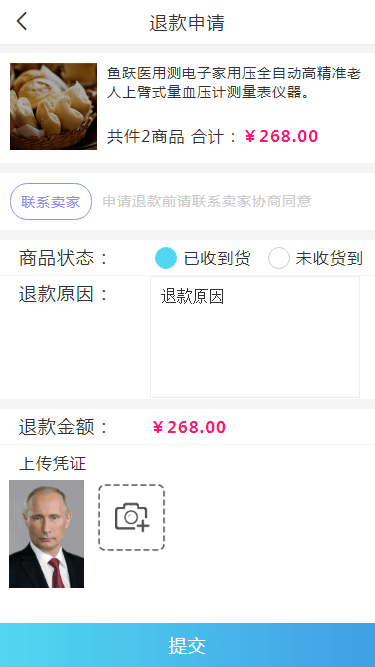 退款申请
鱼跃医用测电子家用压全自动高精准老
人上臂式量血压计测量表仪器。
共件2商品 合计：￥268.00
联系卖家 申请退款前请联系卖家协商同意
商品状态： 已收到货 未收货到
退款原因： 退款原因
退款金额： ￥268.00
上传凭证
提交